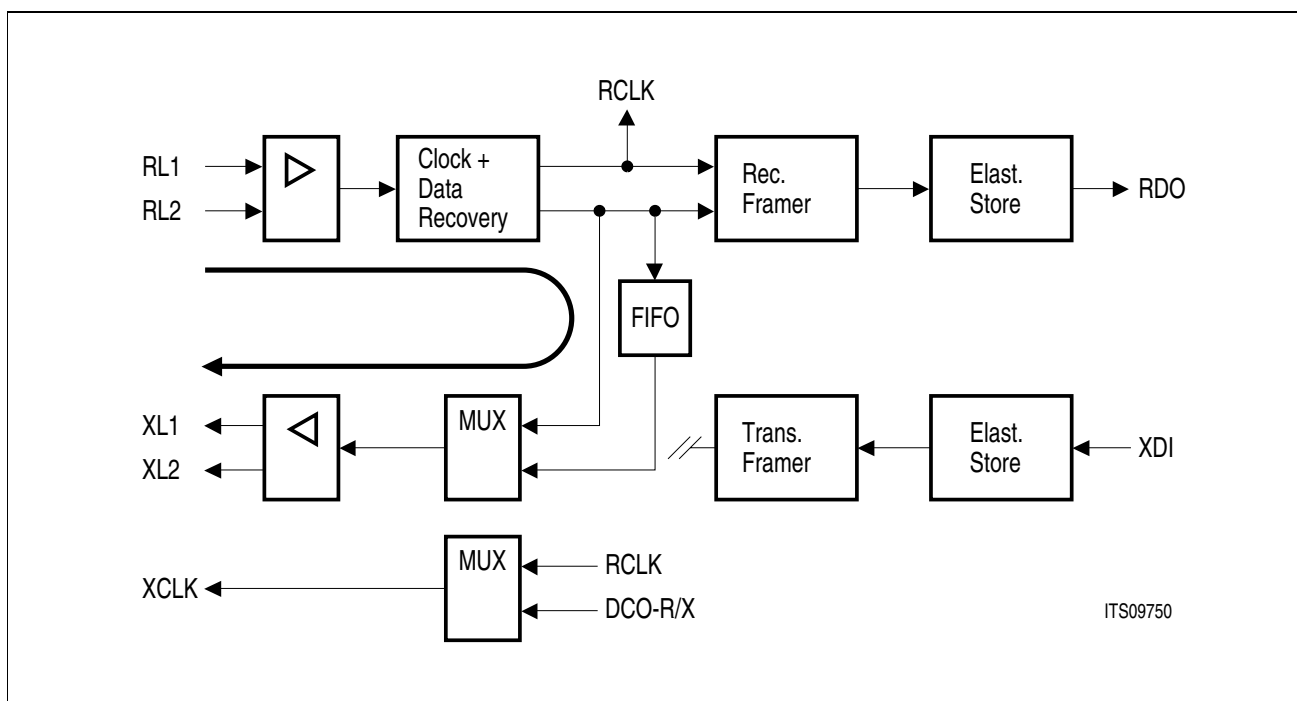 RCLK
RL1
RL2
Clock +
Data
Recovery
Rec.
Framer
Elast.
Store
RDO
FIFO
XL1
XL2
MUX
Trans.
Framer
Elast.
Store
XDI
XCLK
MUX
RCLK
DCO-R/X
ITS09750